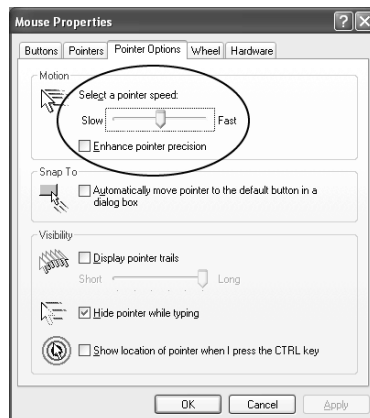 Mouse Properties
Buttons Pointers Pointer Options Wheel Hardware
Motion
Select a pointer speed:
Slow Fast
Enhance pointer precision
Snap To
Automatically move pointer to the default button in a
dialog box
Visibility
Display pointer trails
Short Long
Hide pointer while typing
Show location of pointer when I press the CTRL key
OK Cancel Apply